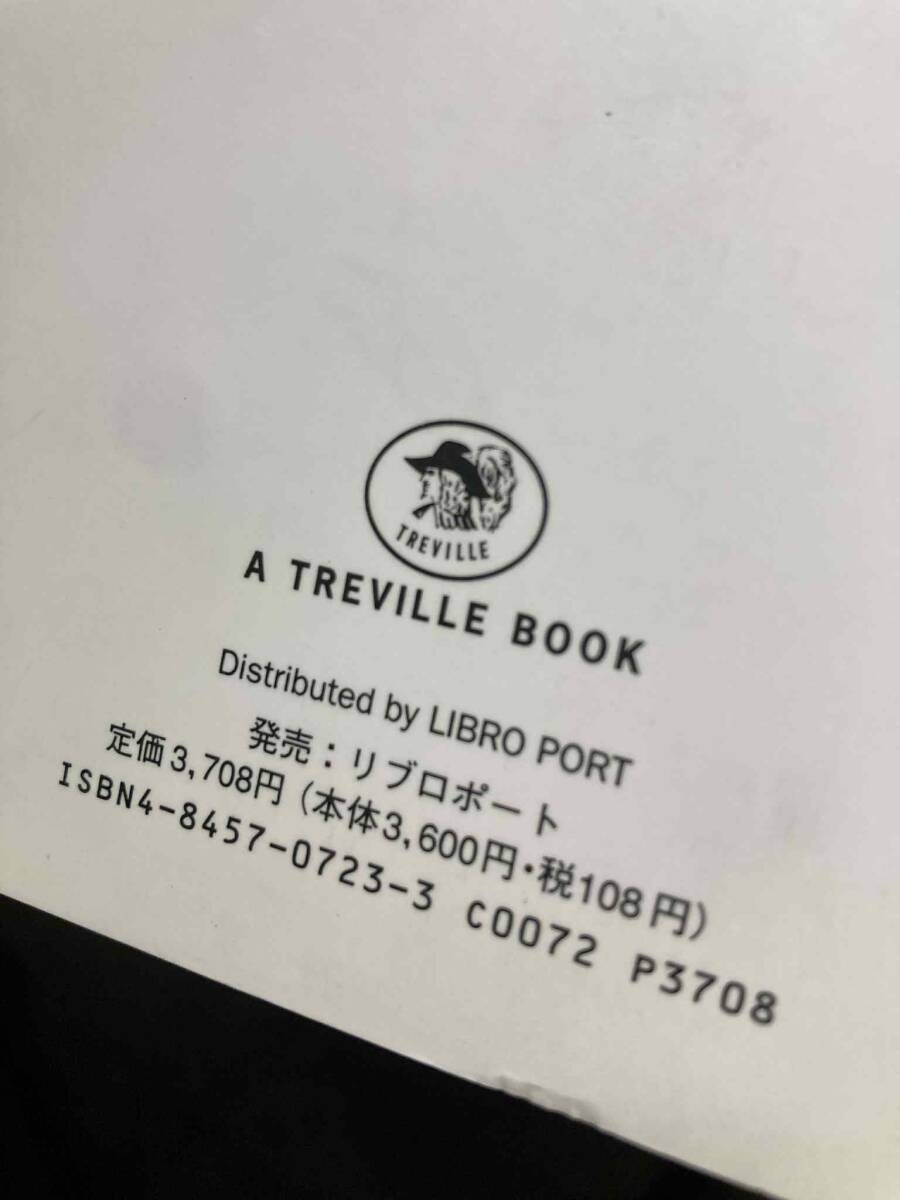 TREVILLE
A TREVILLE BOOK
Distributed by LIBRO PORT
発売：リブロポート
定価3,708円（本体3,600円・税108円）
ISBN4-8457-0723-3 C0072 P3708